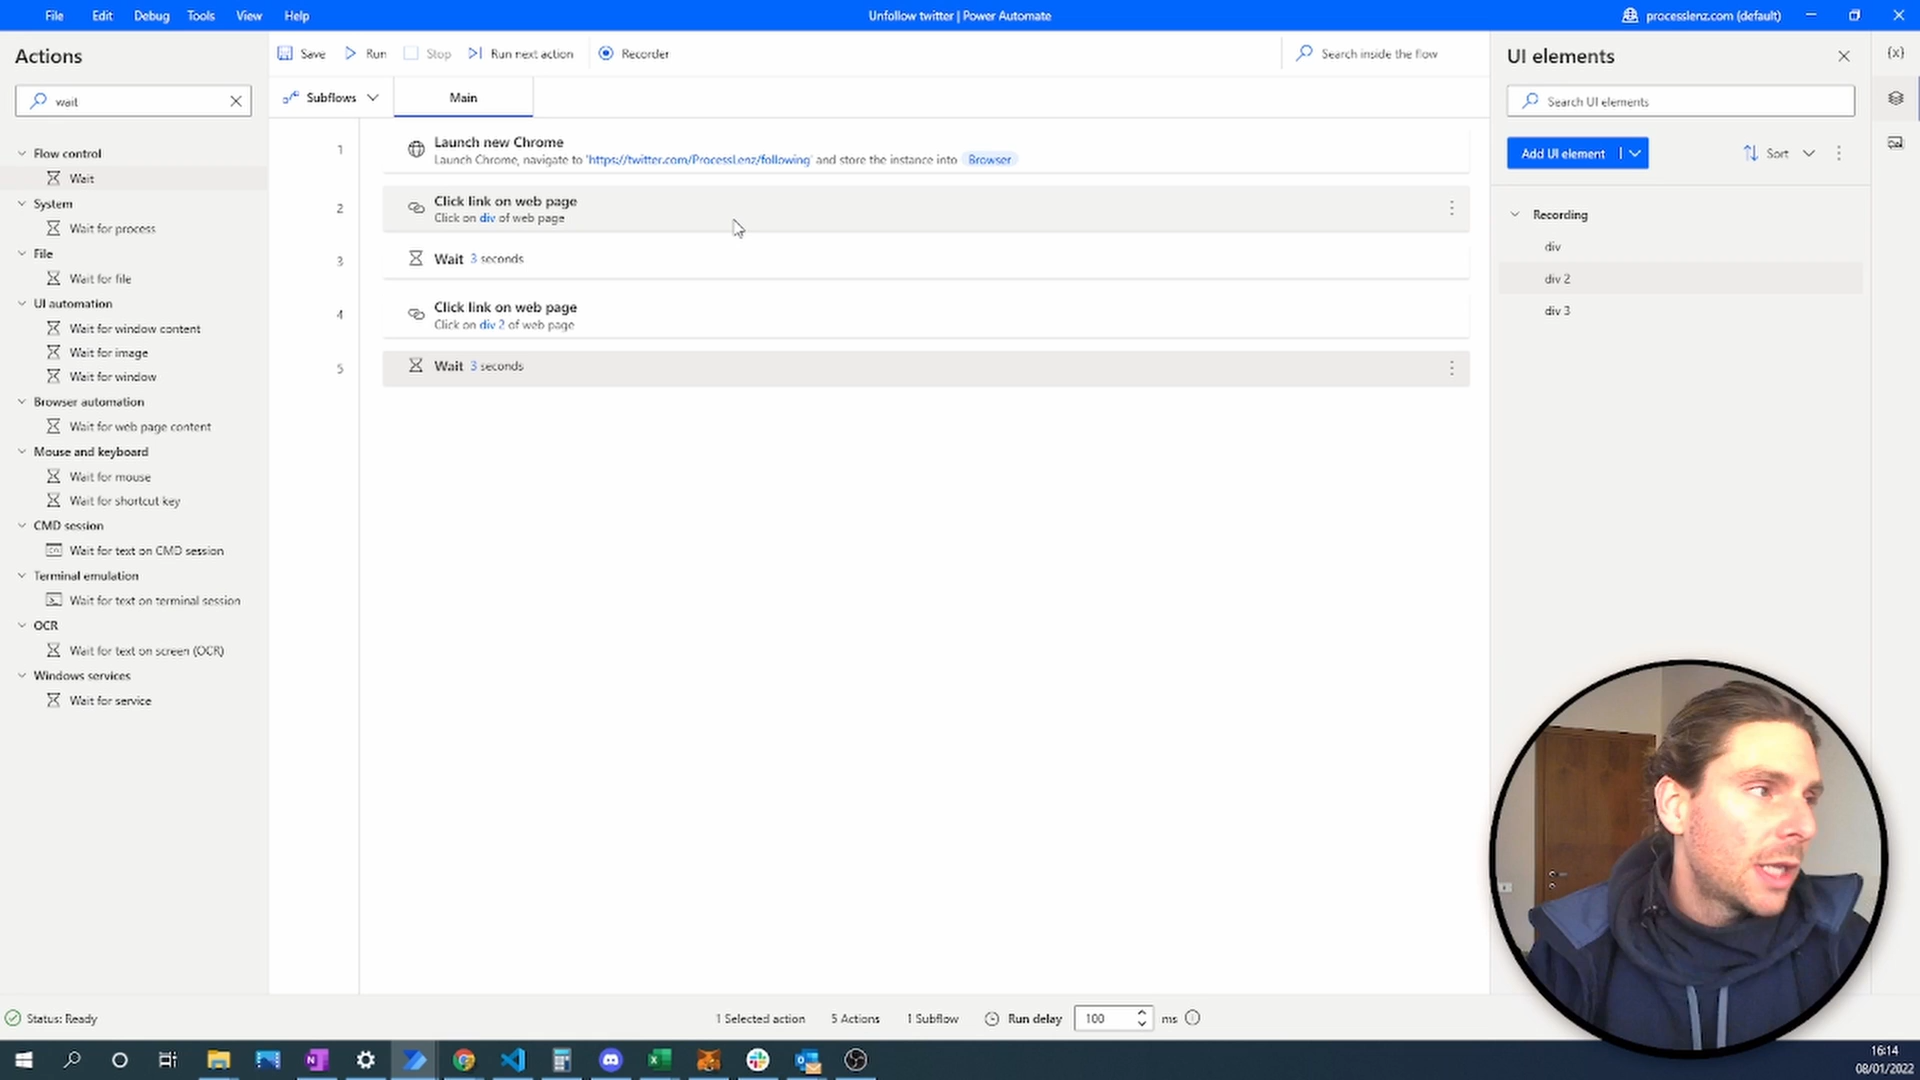 File Edit Debug Tools View Help
Unfollow twitter | Power Automate
processlenz.com (default)
Actions
wait
Flow control
Wait
System
Wait for process
File
Wait for file
UI automation
Wait for window content
Wait for image
Wait for window
Browser automation
Wait for web page content
Mouse and keyboard
Wait for mouse
Wait for shortcut key
CMD session
Wait for text on CMD session
Terminal emulation
Wait for text on terminal session
OCR
Wait for text on screen (OCR)
Windows services
Wait for service
Save Run Stop Run next action Recorder
Search inside the flow
Subflows Main
1 Launch new Chrome
Launch Chrome, navigate to 'https://twitter.com/ProcessLenz/following' and store the instance into Browser
2 Click link on web page
Click on div of web page
3 Wait 3 seconds
4 Click link on web page
Click on div 2 of web page
5 Wait 3 seconds
UI elements
Search UI elements
Add UI element
Sort
Recording
div
div 2
div 3
{x}
Status: Ready
1 Selected action 5 Actions 1 Subflow Run delay 100 ms
16:14
08/01/2022